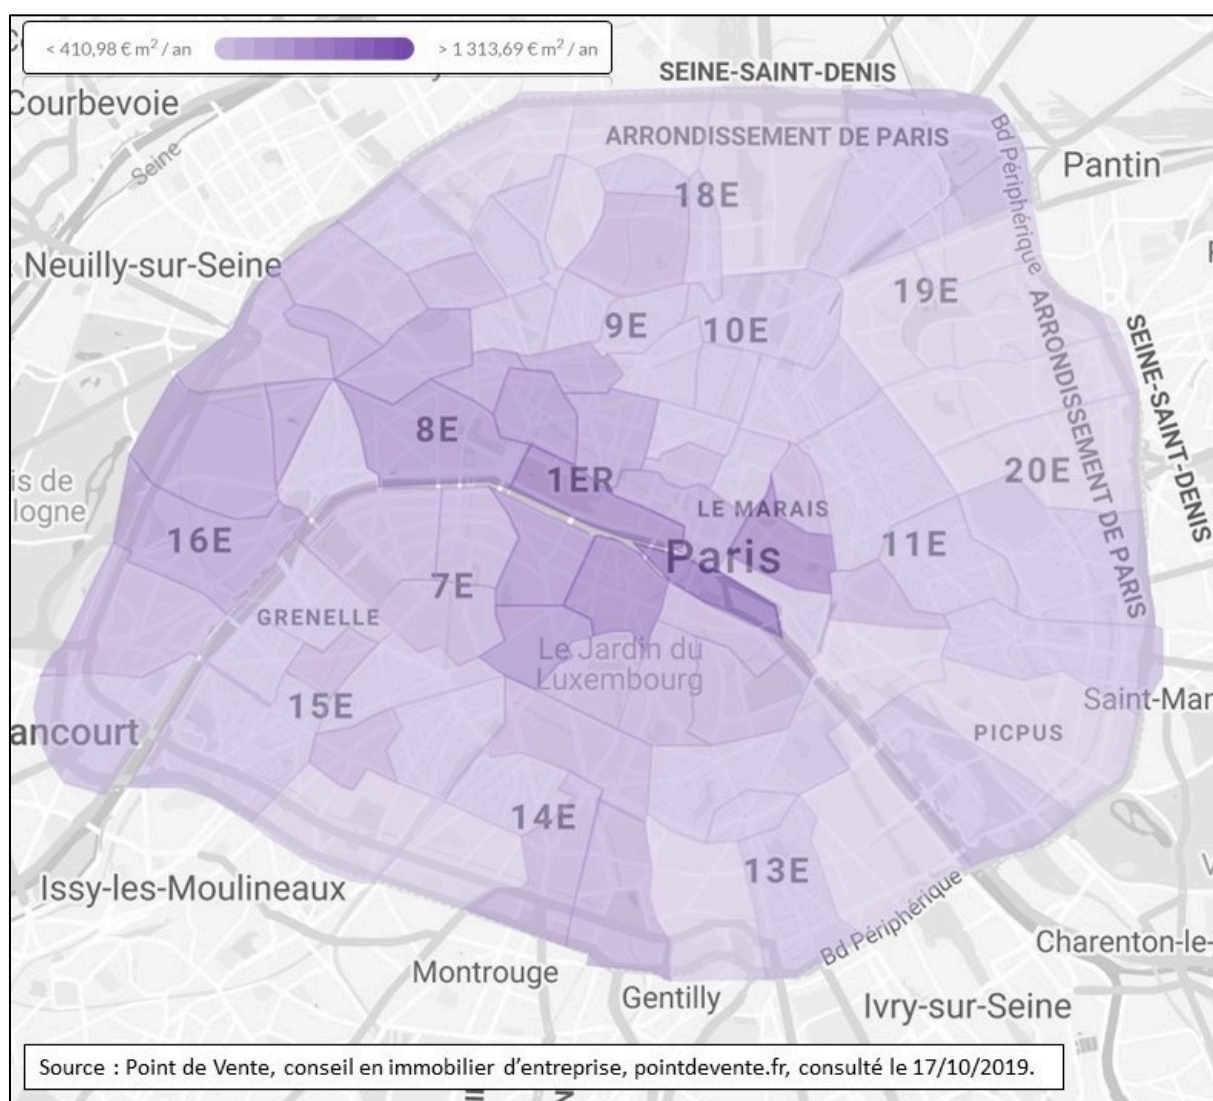 < 410,98 € m² / an > 1 313,69 € m² / an
SEINE-SAINT-DENIS
Courbevoie
ARRONDISSEMENT DE PARIS
Seine
Pantin
Bd Périphérique
18E
Neuilly-sur-Seine
19E
9E
10E
ARRONDISSEMENT DE PARIS
SEINE-SAINT-DENIS
8E
1ER
20E
is de
logne
LE MARAIS
16E
11E
Paris
7E
GRENELLE
Le Jardin du
Luxembourg
15E
Saint-Mar
ancourt
PICPUS
14E
13E
Issy-les-Moulineaux
Bd Périphérique
Charenton-le-
Montrouge
Gentilly
Ivry-sur-Seine
Source : Point de Vente, conseil en immobilier d’entreprise, pointdevente.fr, consulté le 17/10/2019.